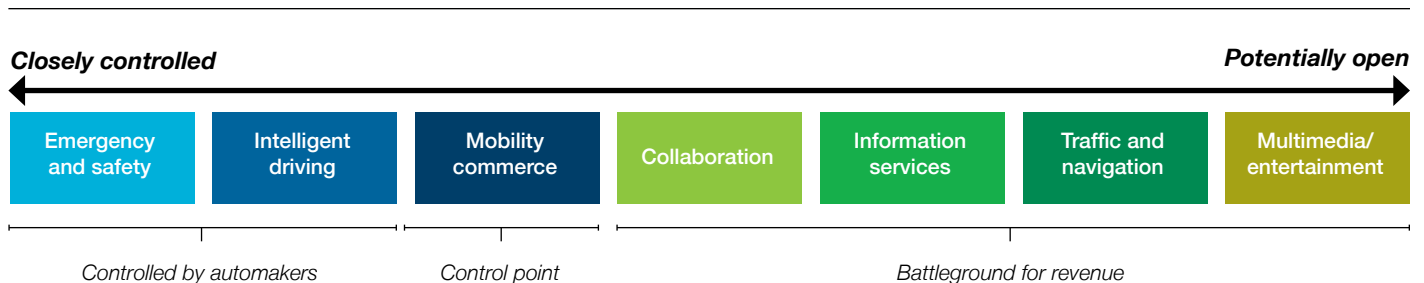 Closely controlled
Potentially open
Emergency
and safety
Intelligent
driving
Mobility
commerce
Collaboration
Information
services
Traffic and
navigation
Multimedia/
entertainment
Controlled by automakers
Control point
Battleground for revenue